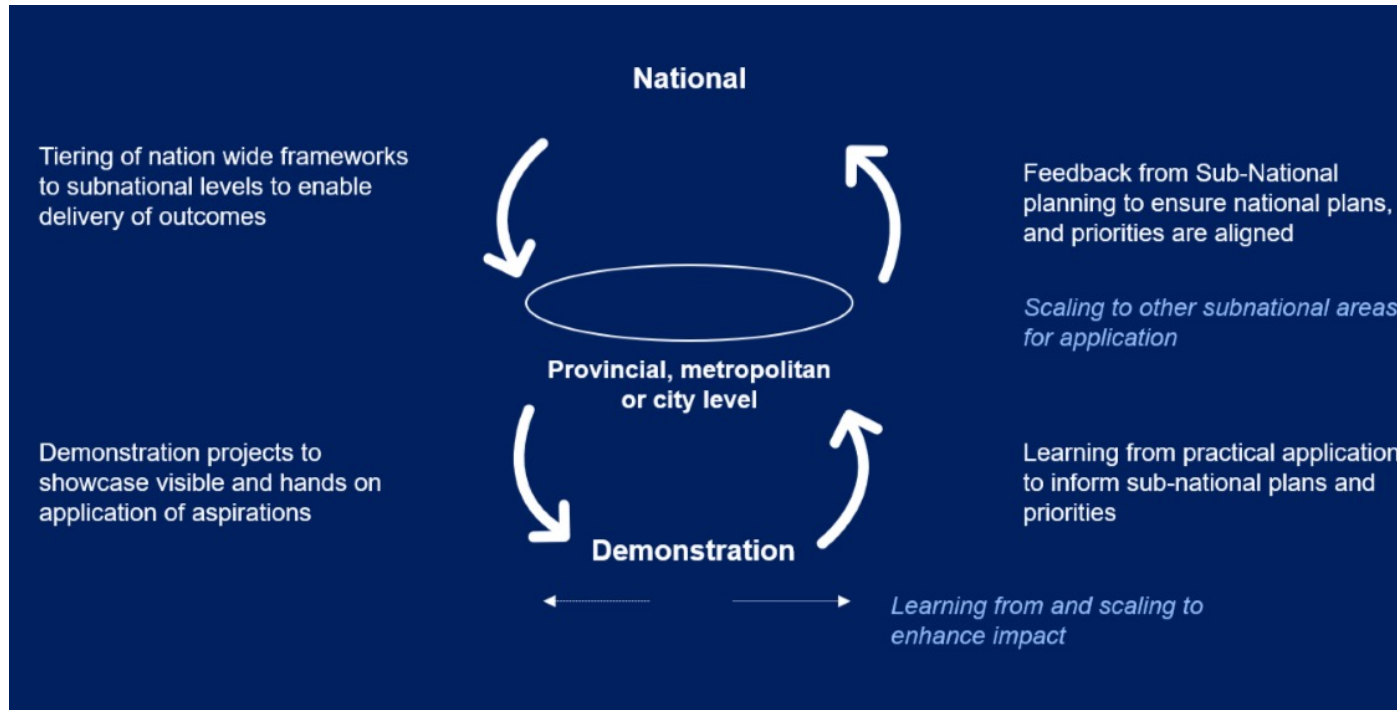 National
Tiering of nation wide frameworks
to subnational levels to enable
delivery of outcomes
Feedback from Sub-National
planning to ensure national plans,
and priorities are aligned
Scaling to other subnational areas
for application
Provincial, metropolitan
or city level
Demonstration projects to
showcase visible and hands on
application of aspirations
Learning from practical application
to inform sub-national plans and
priorities
Demonstration
Learning from and scaling to
enhance impact